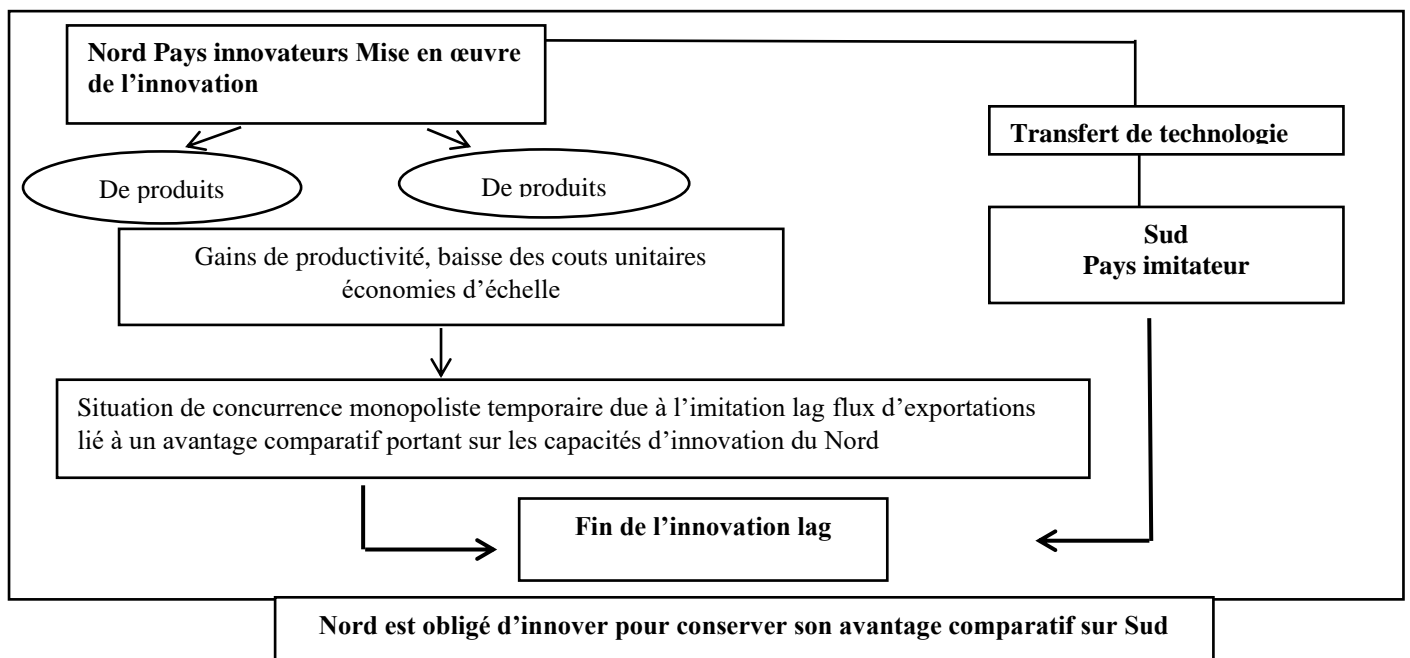 Nord Pays innovateurs Mise en œuvre
de l’innovation
Transfert de technologie
De produits
De produits
Sud
Pays imitateur
Gains de productivité, baisse des couts unitaires
économies d’échelle
Situation de concurrence monopoliste temporaire due à l’imitation lag flux d’exportations
lié à un avantage comparatif portant sur les capacités d’innovation du Nord
Fin de l’innovation lag
Nord est obligé d’innover pour conserver son avantage comparatif sur Sud